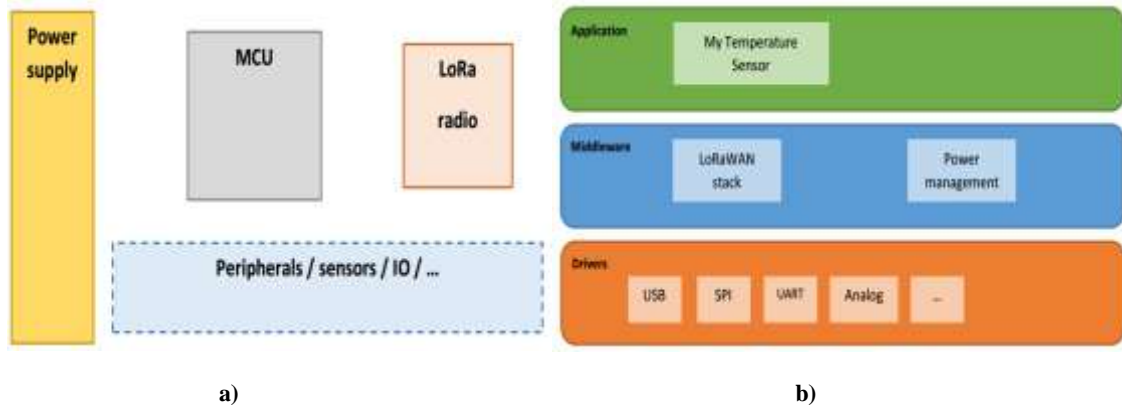 Power
supply
MCU
LoRa
radio
Peripherals / sensors / IO / ...
a)
Application
My Temperature
Sensor
Middleware
LoRaWAN
stack
Power
management
Drivers
USB
SPI
UART
Analog
...
b)